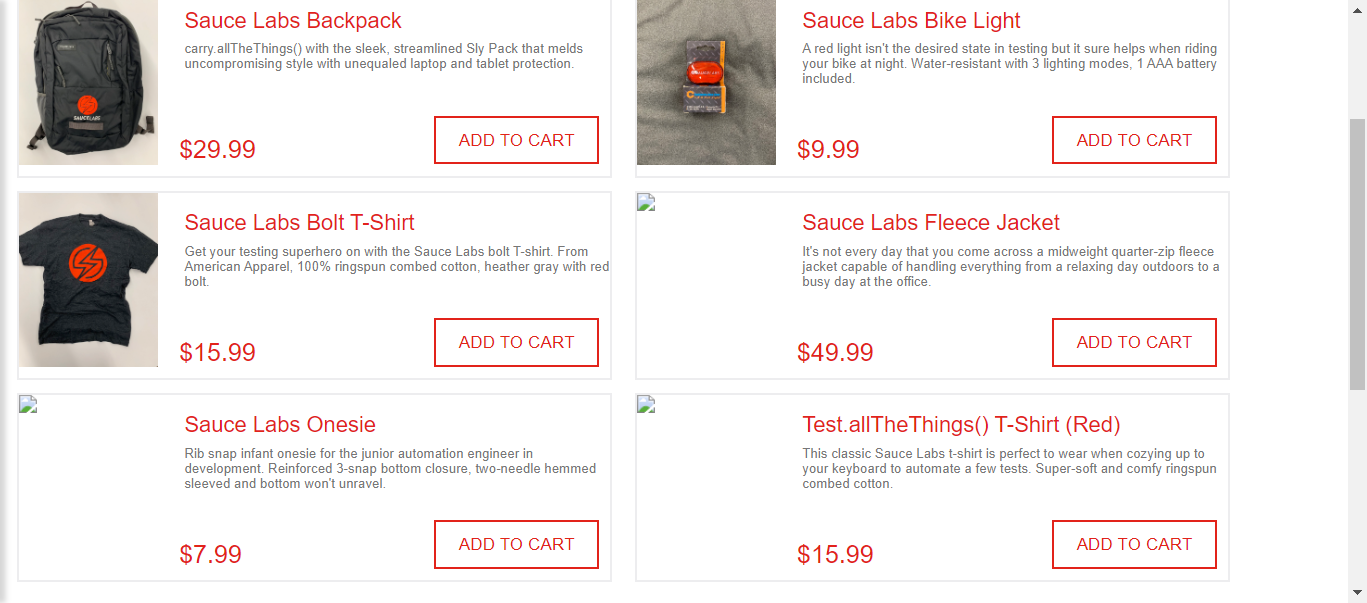 Sauce Labs Backpack
carry.allTheThings() with the sleek, streamlined Sly Pack that melds
uncompromising style with unequaled laptop and tablet protection.
SAUCELABS
$29.99
ADD TO CART
Sauce Labs Bike Light
A red light isn't the desired state in testing but it sure helps when riding
your bike at night. Water-resistant with 3 lighting modes, 1 AAA battery
included.
$9.99
ADD TO CART
Sauce Labs Bolt T-Shirt
Get your testing superhero on with the Sauce Labs bolt T-shirt. From
American Apparel, 100% ringspun combed cotton, heather gray with red
bolt.
$15.99
ADD TO CART
Sauce Labs Fleece Jacket
It's not every day that you come across a midweight quarter-zip fleece
jacket capable of handling everything from a relaxing day outdoors to a
busy day at the office.
$49.99
ADD TO CART
Sauce Labs Onesie
Rib snap infant onesie for the junior automation engineer in
development. Reinforced 3-snap bottom closure, two-needle hemmed
sleeved and bottom won't unravel.
$7.99
ADD TO CART
Test.allTheThings() T-Shirt (Red)
This classic Sauce Labs t-shirt is perfect to wear when cozying up to
your keyboard to automate a few tests. Super-soft and comfy ringspun
combed cotton.
$15.99
ADD TO CART